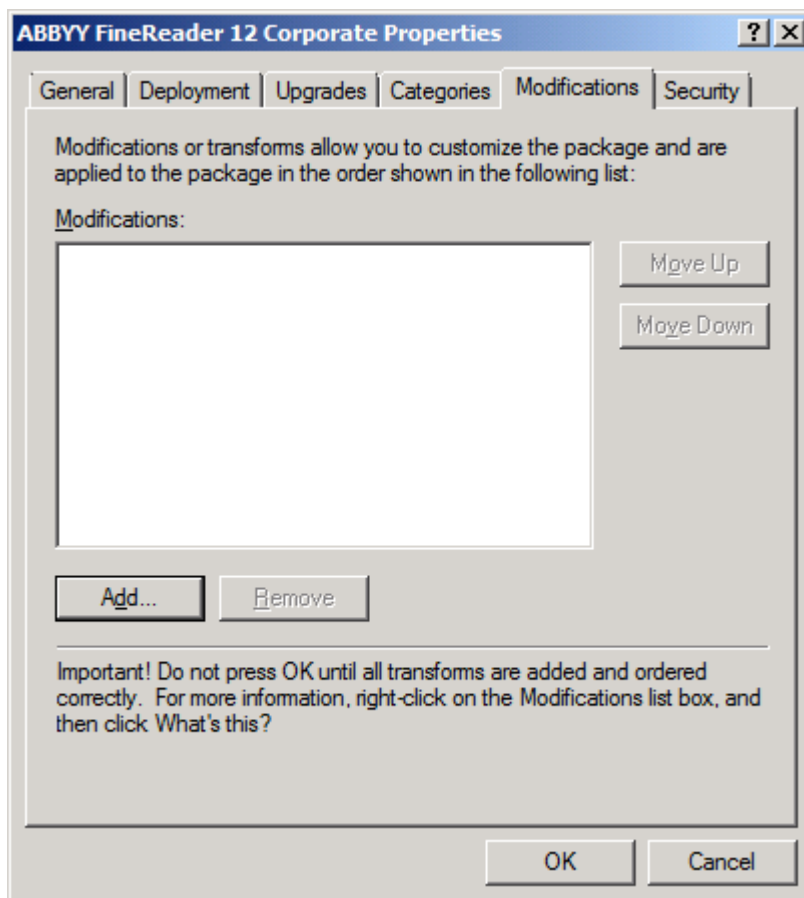 ABBYY FineReader 12 Corporate Properties
General Deployment Upgrades Categories Modifications Security
Modifications or transforms allow you to customize the package and are
applied to the package in the order shown in the following list:
Modifications:
Move Up
Move Down
Add... Remove
Important! Do not press OK until all transforms are added and ordered
correctly.  For more information, right-click on the Modifications list box, and
then click What's this?
OK Cancel